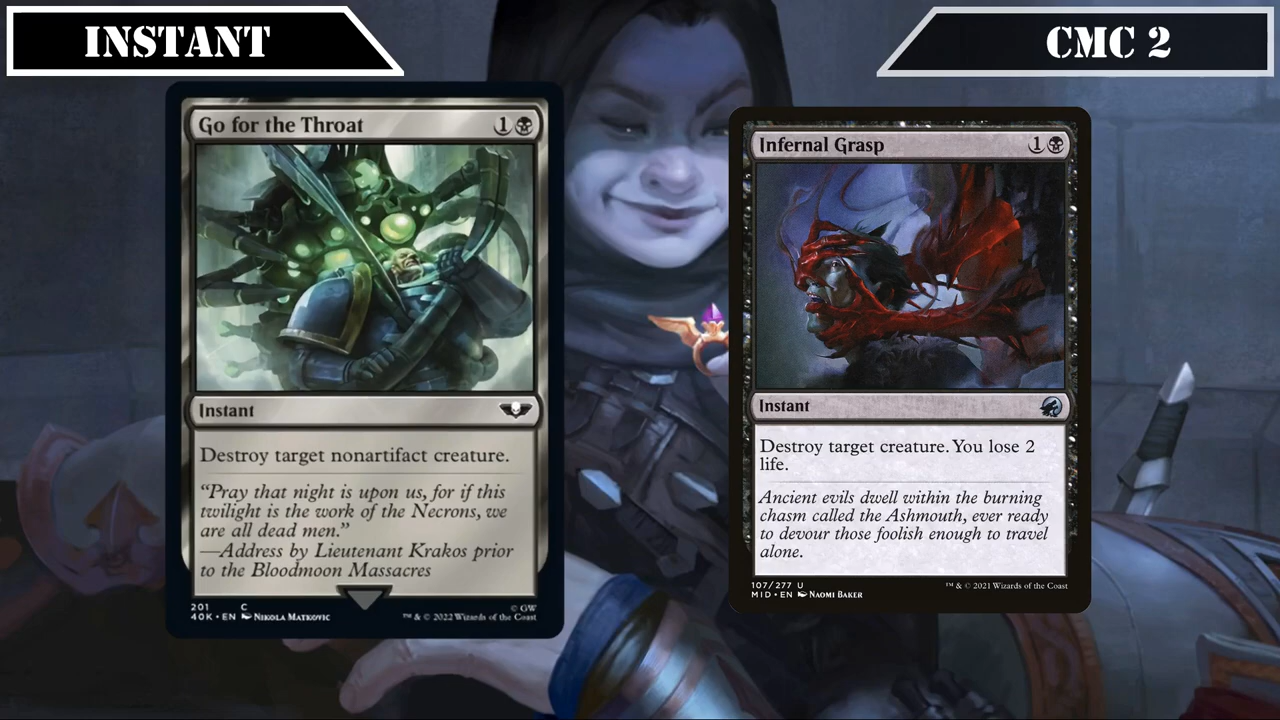 INSTANT
CMC 2
Go for the Throat
1
Instant
Destroy target nonartifact creature.
“Pray that night is upon us, for if this
twilight is the work of the Necrons, we
are all dead men.”
—Address by Lieutenant Krakos prior
to the Bloodmoon Massacres
201 C
40K • EN Nikola Matkovic
© GW
™ & © 2022 Wizards of the Coast
Infernal Grasp
1
Instant
Destroy target creature. You lose 2
life.
Ancient evils dwell within the burning
chasm called the Ashmouth, ever ready
to devour those foolish enough to travel
alone.
107/277 U
MID • EN Naomi Baker
™ & © 2021 Wizards of the Coast